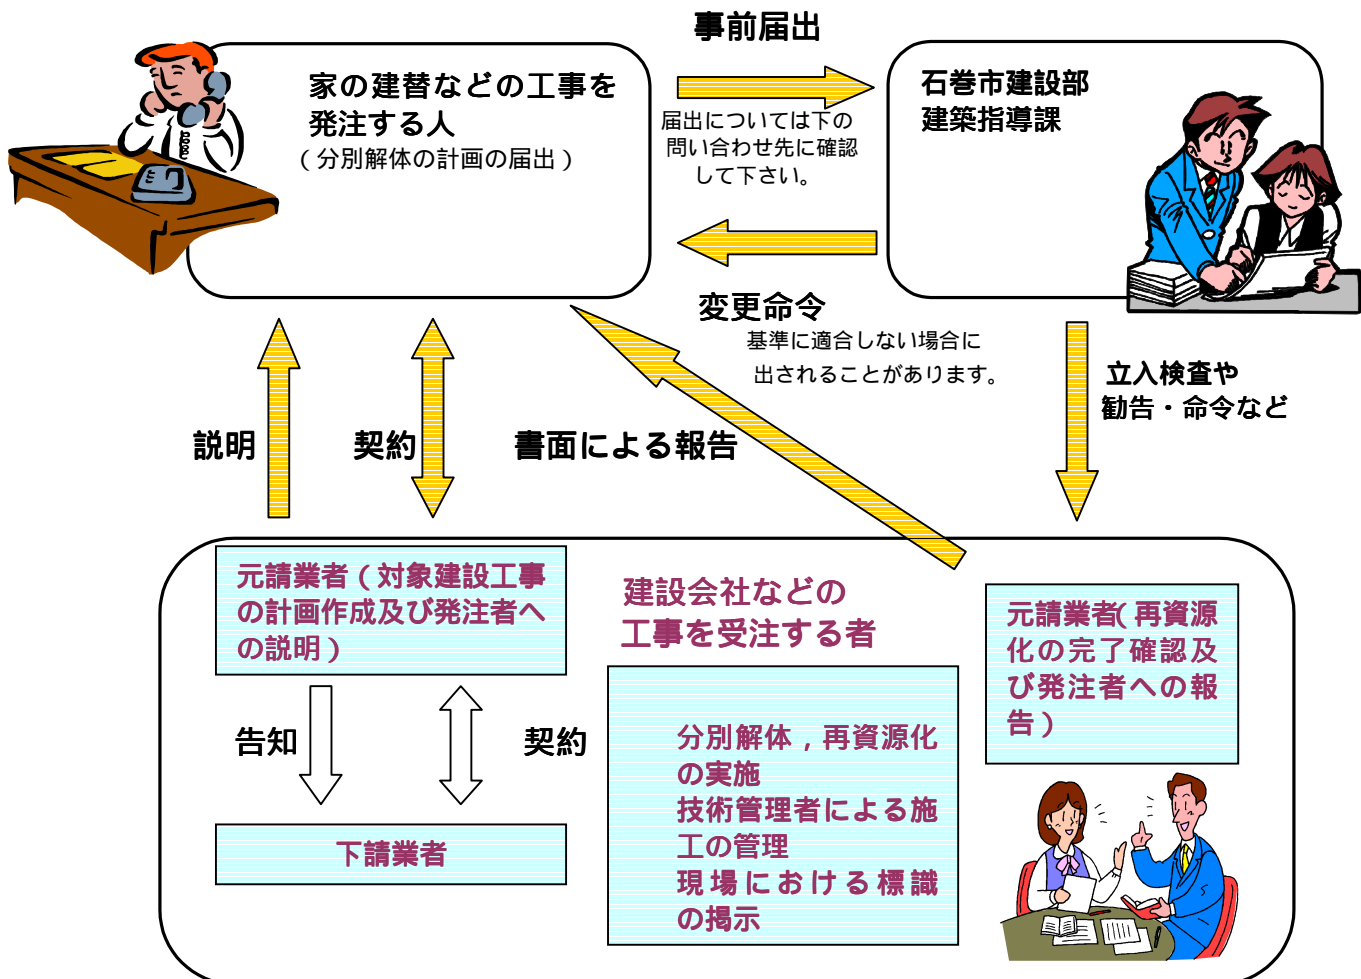 事前届出
家の建替などの工事を
発注する人
（分別解体の計画の届出）
届出については下の
問い合わせ先に確認
して下さい。
石巻市建設部
建築指導課
変更命令
基準に適合しない場合に
出されることがあります。
立入検査や
勧告・命令など
説明
契約
書面による報告
元請業者（対象建設工事
の計画作成及び発注者へ
の説明）
告知
契約
下請業者
建設会社などの
工事を受注する者
分別解体，再資源化
の実施
技術管理者による施
工の管理
現場における標識
の掲示
元請業者（再資源
化の完了確認及
び発注者への報
告）